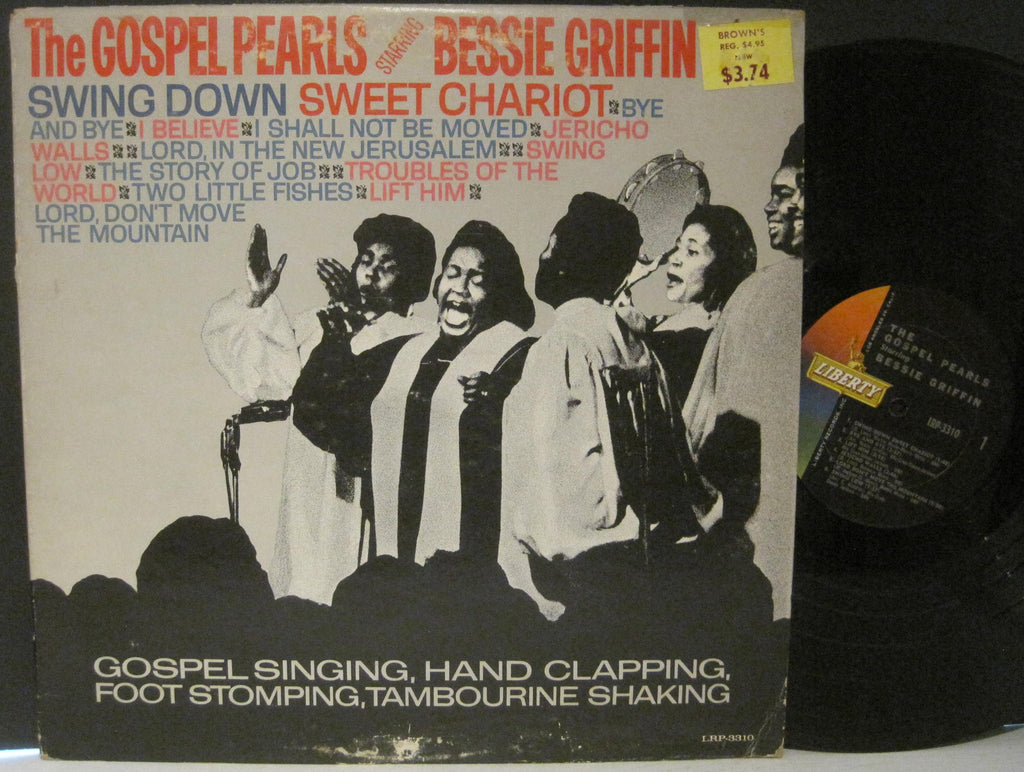 The GOSPEL PEARLS STARRING BESSIE GRIFFIN
BROWN'S
REG. $4.95
NOW
$3.74
SWING DOWN SWEET CHARIOT BYE
AND BYE I BELIEVE I SHALL NOT BE MOVED JERICHO
WALLS LORD, IN THE NEW JERUSALEM SWING
LOW THE STORY OF JOB TROUBLES OF THE
WORLD TWO LITTLE FISHES LIFT HIM
LORD, DON'T MOVE
THE MOUNTAIN
GOSPEL SINGING, HAND CLAPPING,
FOOT STOMPING, TAMBOURINE SHAKING
LRP-3310
THE
GOSPEL PEARLS
Starring
BESSIE GRIFFIN
LIBERTY
LRP-3310
1